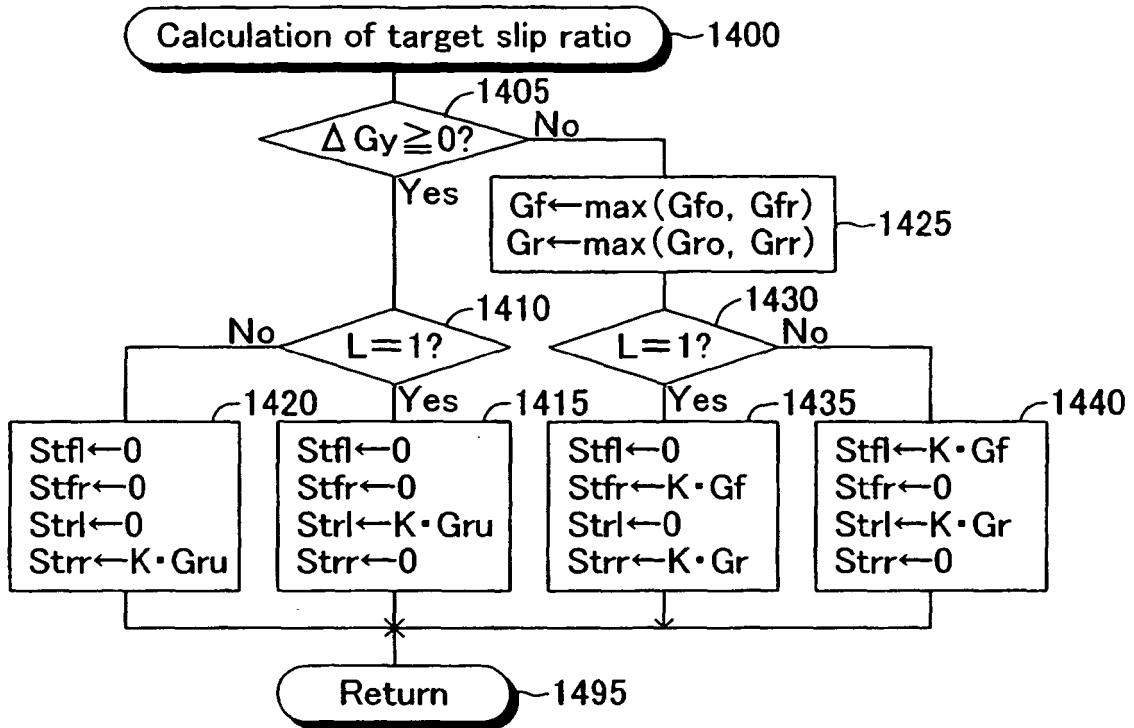 Calculation of target slip ratio
1400
1405
Δ Gy≧0?
No
Yes
Gf←max(Gfo, Gfr)
Gr←max(Gro, Grr)
1425
1410
No
L=1?
Yes
1430
L=1?
No
Yes
1420
Stfl←0
Stfr←0
Strl←0
Strr←K·Gru
1415
Stfl←0
Stfr←0
Strl←K·Gru
Strr←0
1435
Stfl←0
Stfr←K·Gf
Strl←0
Strr←K·Gr
1440
Stfl←K·Gf
Stfr←0
Strl←K·Gr
Strr←0
Return
1495